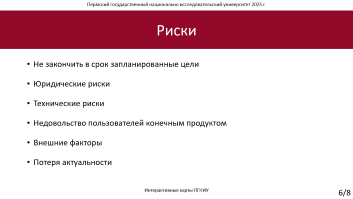 Пермский государственный национально исследовательский университет 2025 г.
Риски
• Не закончить в срок запланированные цели
• Юридические риски
• Технические риски
• Недовольство пользователей конечным продуктом
• Внешние факторы
• Потеря актуальности
Интерактивные карты ПГНИУ
6/8